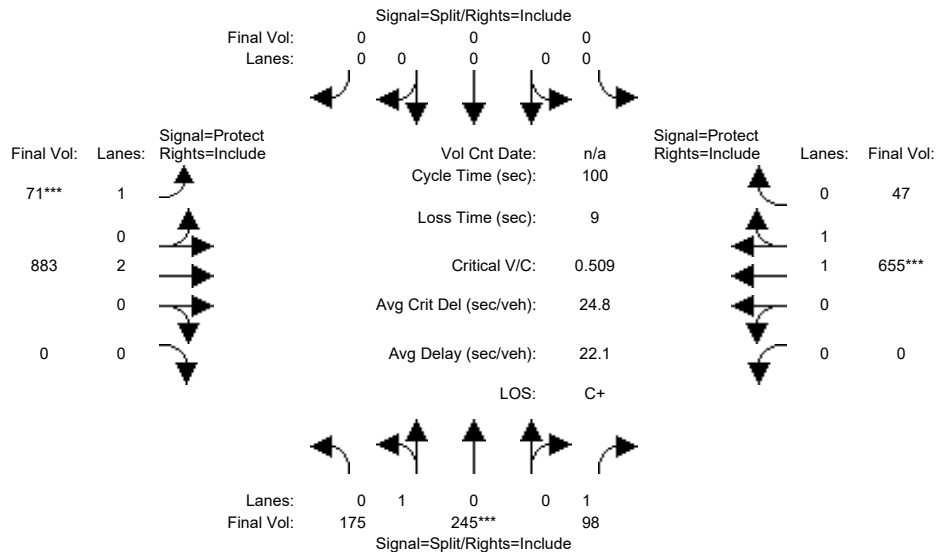 Signal=Split/Rights=Include
Final Vol: 0 0 0
Lanes: 0 0 0 0 0
Signal=Protect Signal=Protect
Final Vol: Lanes: Rights=Include Vol Cnt Date: n/a Rights=Include Lanes: Final Vol:
Cycle Time (sec): 100
71*** 1 0 47
Loss Time (sec): 9
0 1
883 2 Critical V/C: 0.509 1 655***
0 Avg Crit Del (sec/veh): 24.8 0
0 0 Avg Delay (sec/veh): 22.1 0 0
LOS: C+
Lanes: 0 1 0 0 1
Final Vol: 175 245*** 98
Signal=Split/Rights=Include